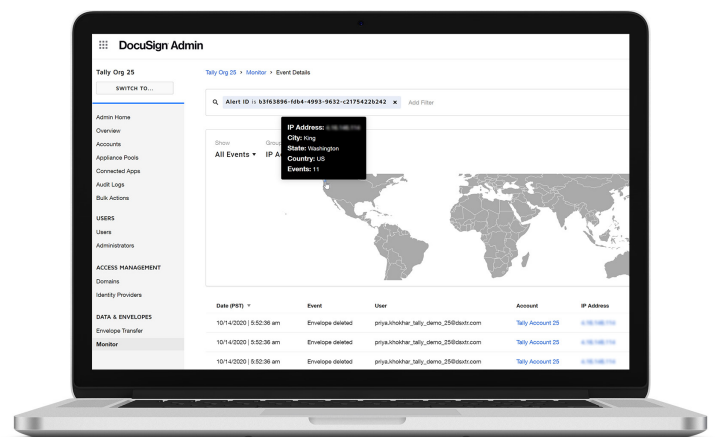 DocuSign Admin
Tally Org 25
SWITCH TO...
Admin Home
Overview
Accounts
Appliance Pools
Connected Apps
Audit Logs
Bulk Actions
USERS
Users
Administrators
ACCESS MANAGEMENT
Domains
Identity Providers
DATA & ENVELOPES
Envelope Transfer
Monitor
Tally Org 25 > Monitor > Event Details
Alert ID is b3f63896-fdb4-4993-9632-c2175422b242 x Add Filter
Show Group
All Events ▾ IP A
IP Address:
City: King
State: Washington
Country: US
Events: 11
Date (PST) ▼ Event User Account IP Address
10/14/2020 | 5:52:36 am Envelope deleted priya.khokhar_tally_demo_25@dsxtr.com Tally Account 25
10/14/2020 | 5:52:36 am Envelope deleted priya.khokhar_tally_demo_25@dsxtr.com Tally Account 25
10/14/2020 | 5:52:36 am Envelope deleted priya.khokhar_tally_demo_25@dsxtr.com Tally Account 25